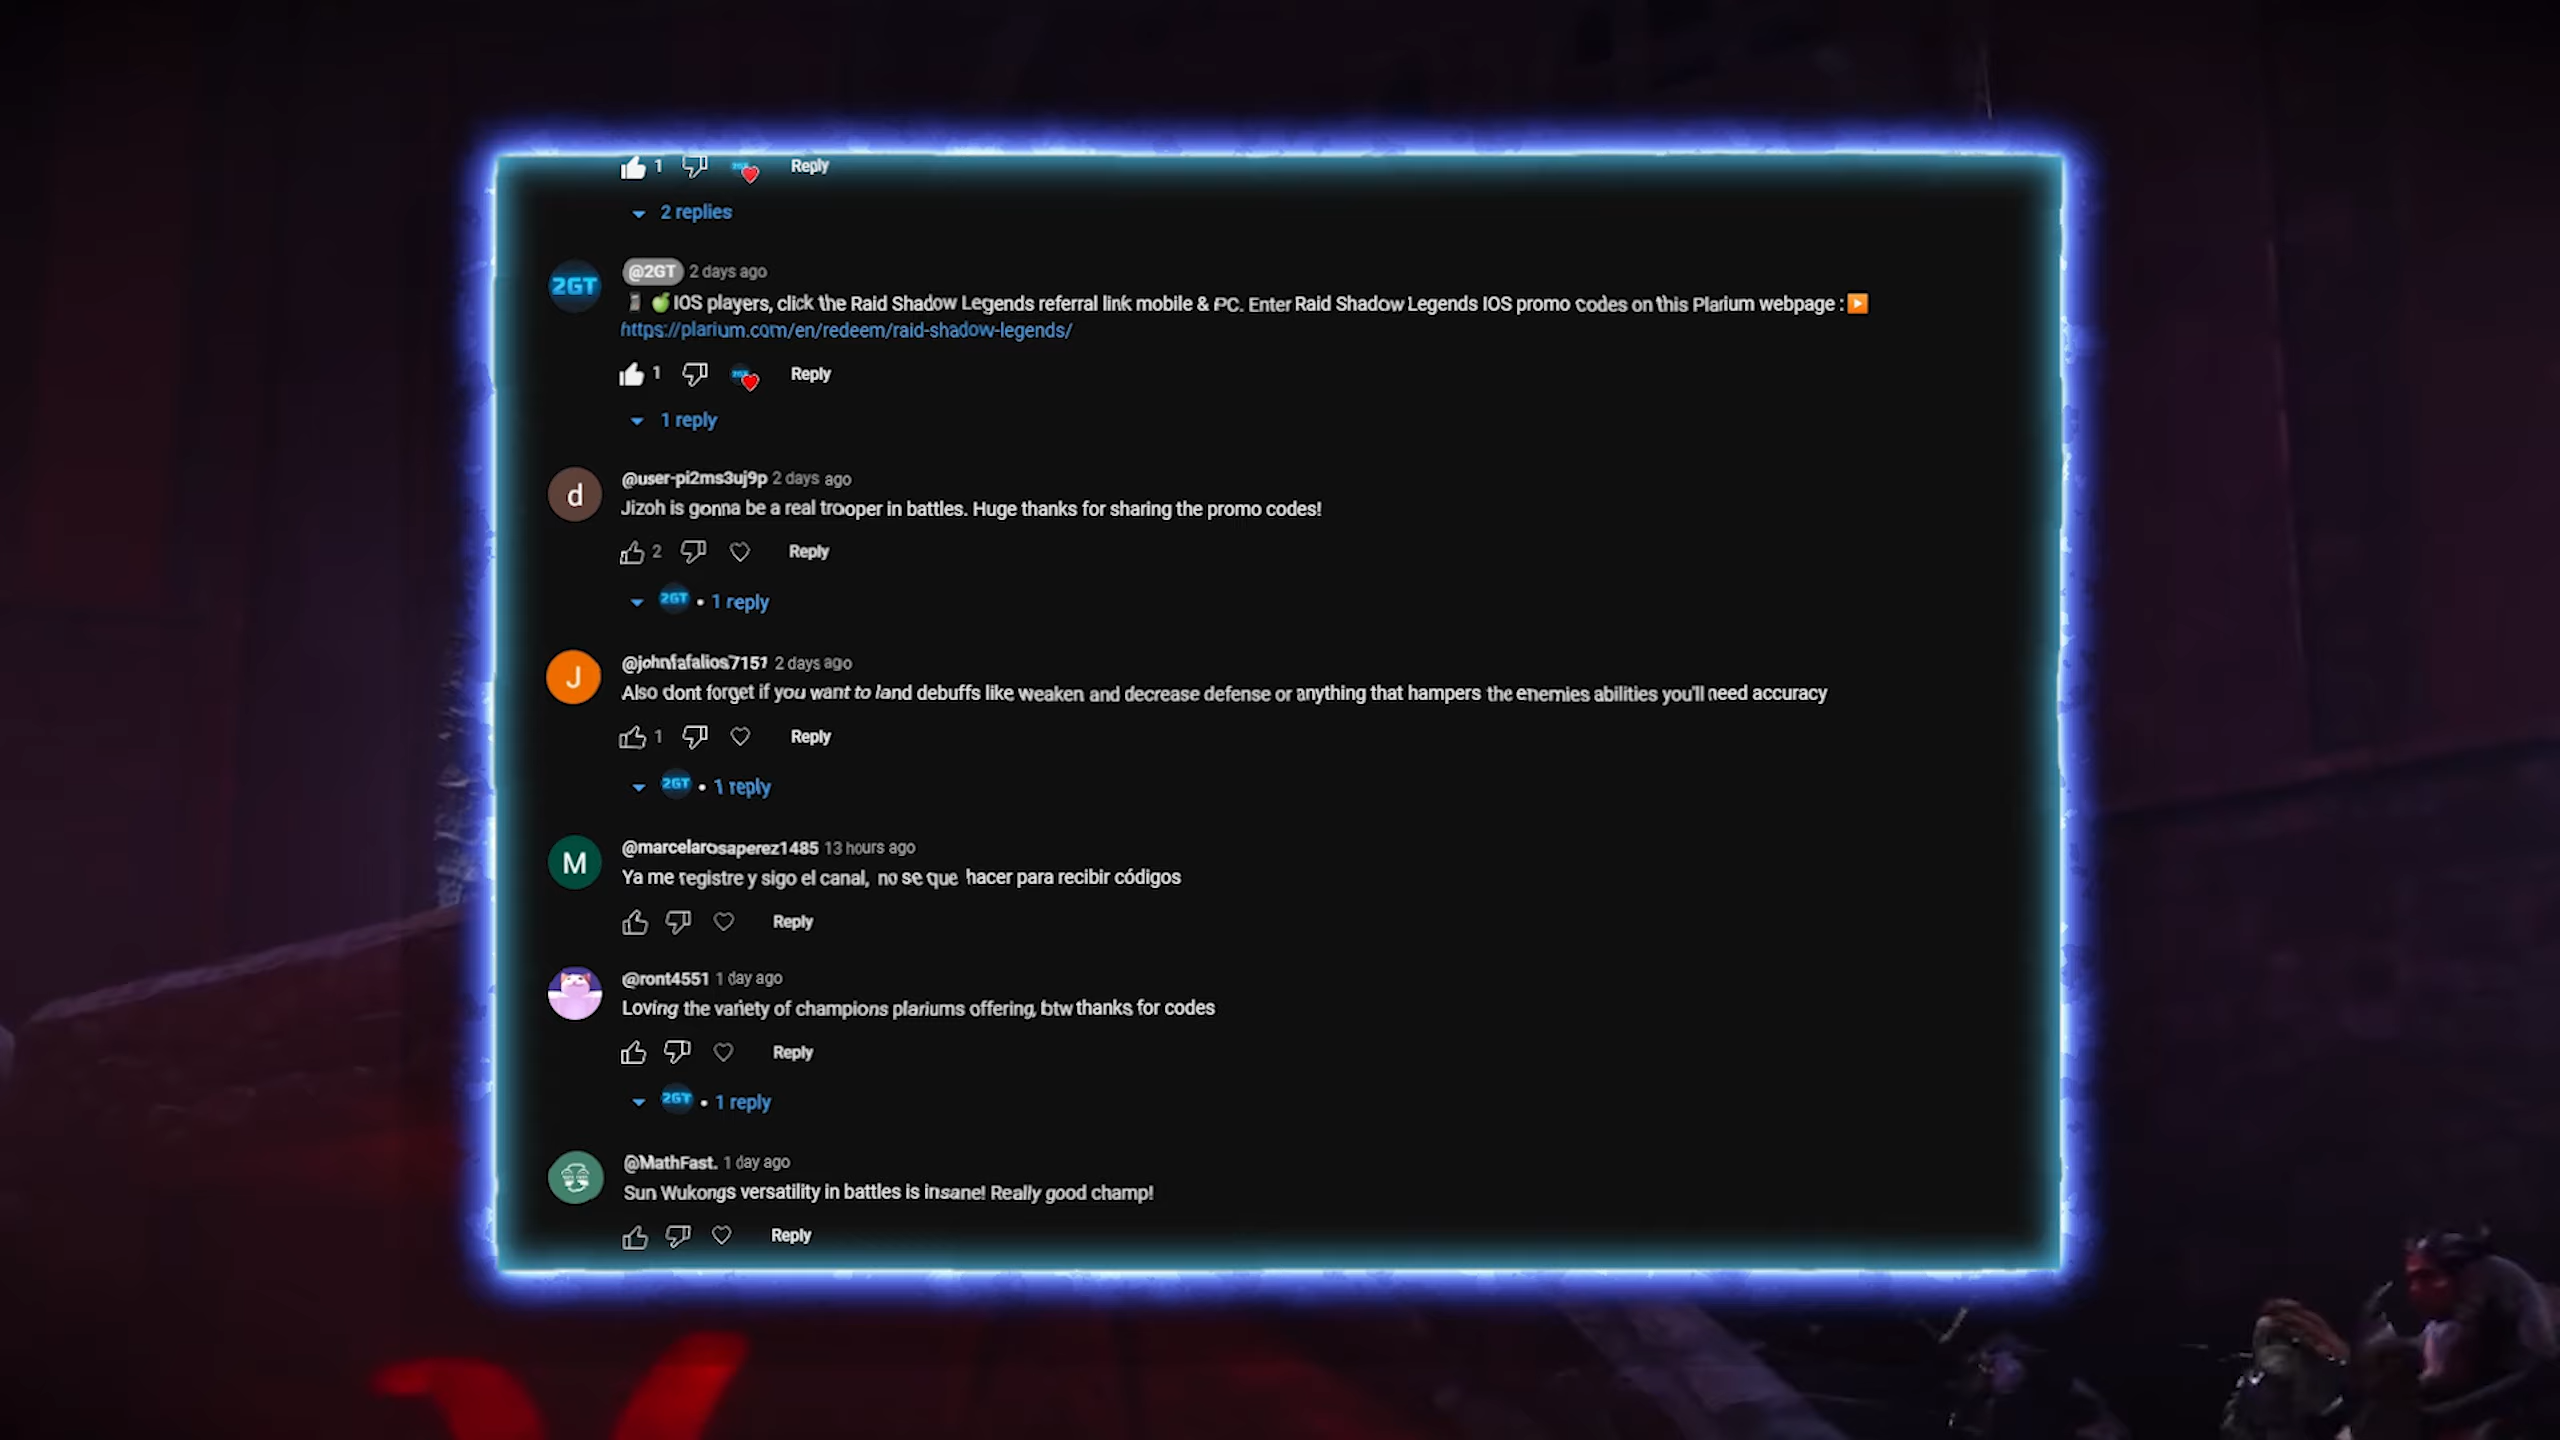 1 Reply
2 replies
2GT @2GT 2 days ago
IOS players, click the Raid Shadow Legends referral link mobile & PC. Enter Raid Shadow Legends IOS promo codes on this Plarium webpage :
https://plarium.com/en/redeem/raid-shadow-legends/
1 Reply
1 reply
d @user-pi2ms3uj9p 2 days ago
Jizoh is gonna be a real trooper in battles. Huge thanks for sharing the promo codes!
2 Reply
2GT • 1 reply
J @johnfafalios7151 2 days ago
Also dont forget if you want to land debuffs like weaken and decrease defense or anything that hampers the enemies abilities you'll need accuracy
1 Reply
2GT • 1 reply
M @marcelarosaperez1485 13 hours ago
Ya me registre y sigo el canal, no se que hacer para recibir códigos
Reply
@ront4551 1 day ago
Loving the variety of champions plariums offering, btw thanks for codes
Reply
2GT • 1 reply
@MathFast. 1 day ago
Sun Wukongs versatility in battles is insane! Really good champ!
Reply